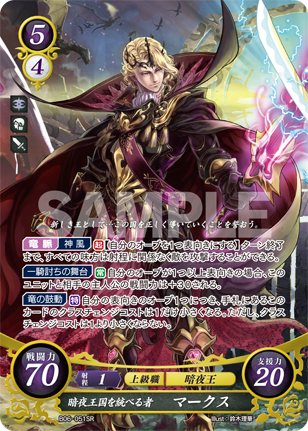 5
4
SAMPLE
新しき王として…この国を正しく導いていくことを誓おう。
竜脈 神風 起 【自分のオーブを1つ裏向きにする】ターン終了
まで、すべての味方は射程に関係なく敵を攻撃することができる。
一騎討ちの舞台 常 自分のオーブが1つ以上表向きの場合、この
ユニットと相手の主人公の戦闘力は+30される。
竜の鼓動 特 自分の表向きのオーブ1つにつき、手札にあるこの
カードのクラスチェンジコストは1だけ小さくなる。ただし、クラス
チェンジコストは1より小さくならない。
戦闘力 70
射程 1 上級職 暗夜王
支援力 20
暗夜王国を統べる者 マークス
B06-051SR
Illust:鈴木理華